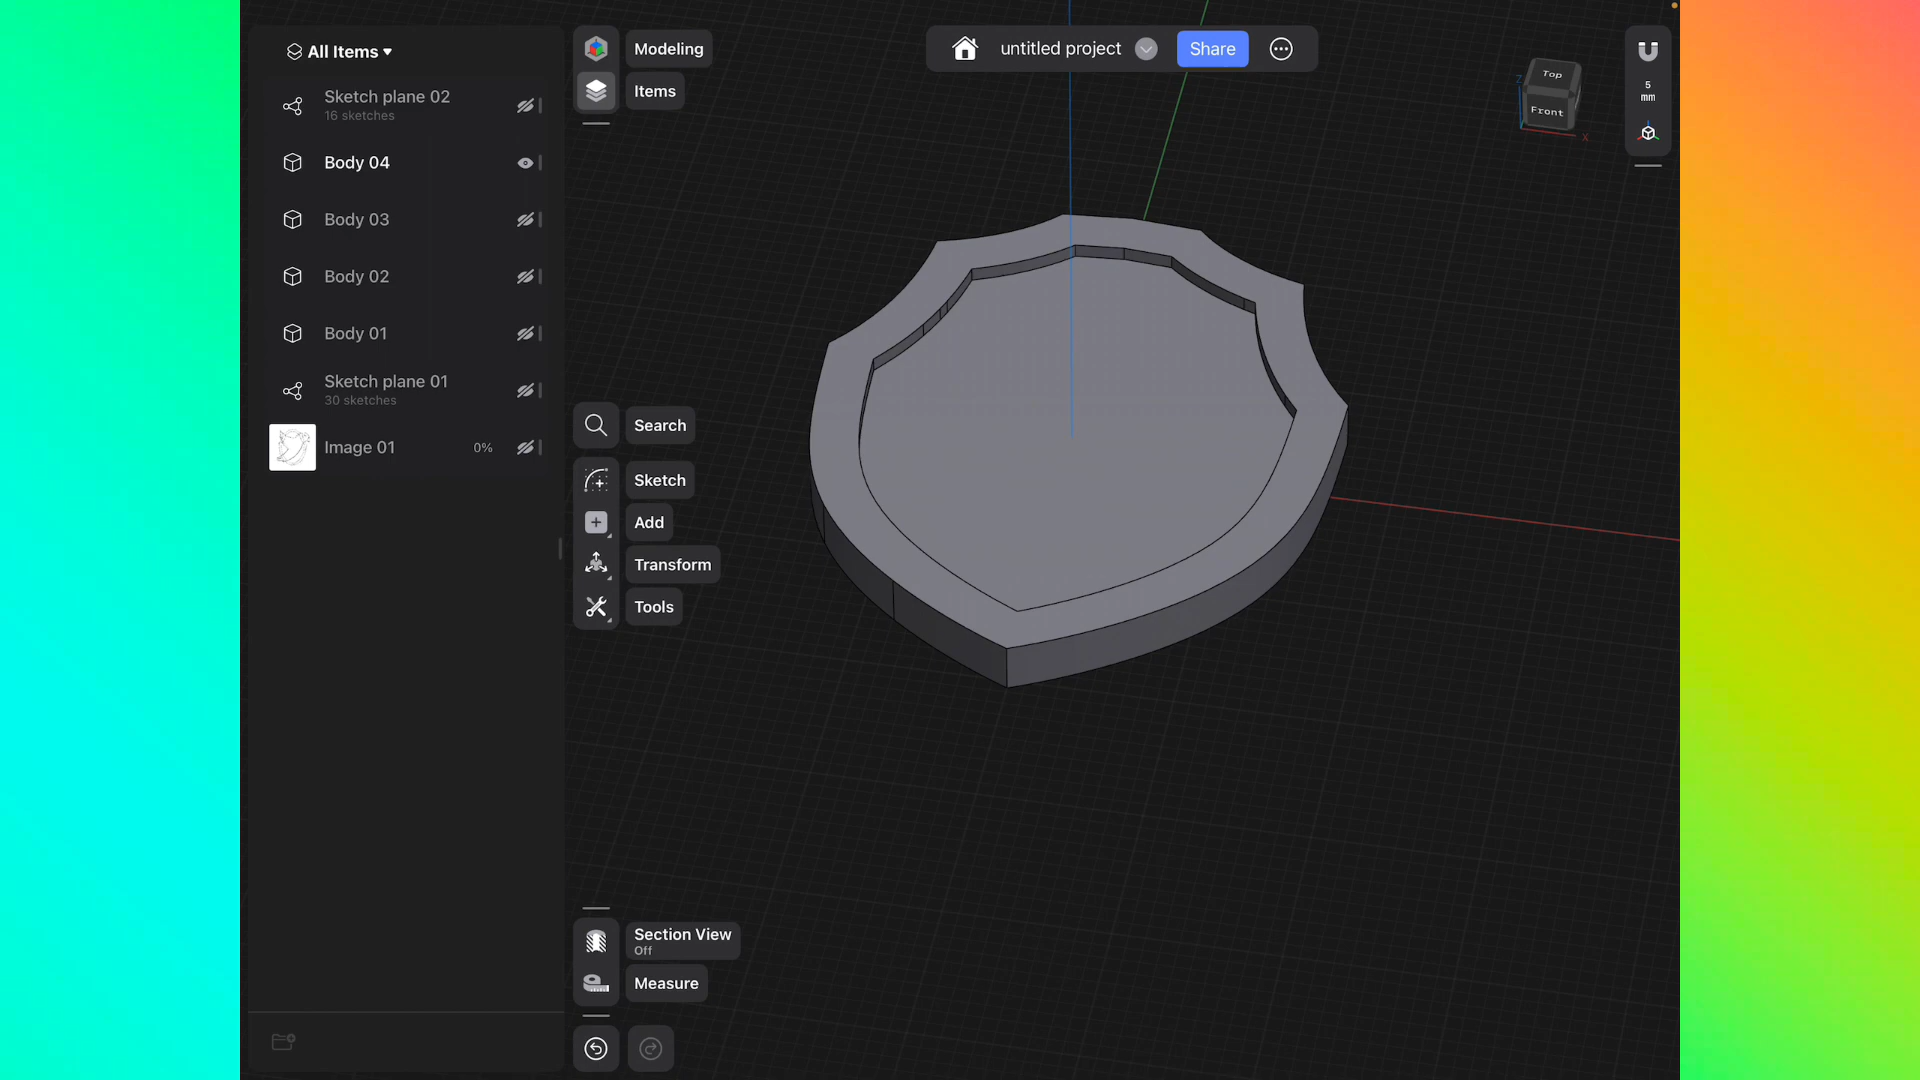 All Items
Sketch plane 02
16 sketches
Body 04
Body 03
Body 02
Body 01
Sketch plane 01
30 sketches
Image 01
0%
Modeling
Items
Search
Sketch
Add
Transform
Tools
Section View
Off
Measure
untitled project
Share
Top
Front
Z
X
5
mm